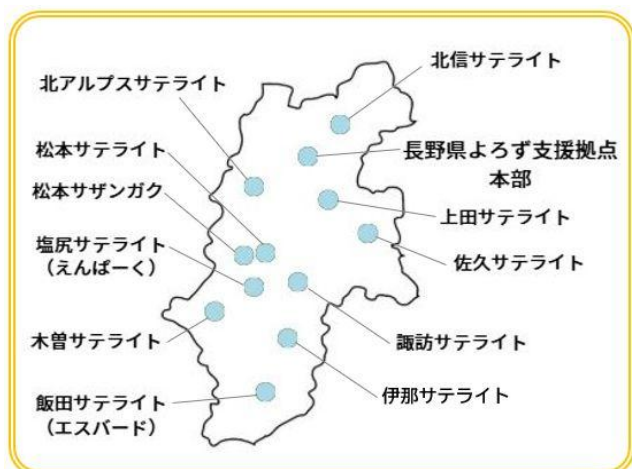 北アルプスサテライト
松本サテライト
松本サザンガク
塩尻サテライト
（えんぱーく）
木曽サテライト
飯田サテライト
（エスバード）
北信サテライト
長野県よろず支援拠点
本部
上田サテライト
佐久サテライト
諏訪サテライト
伊那サテライト